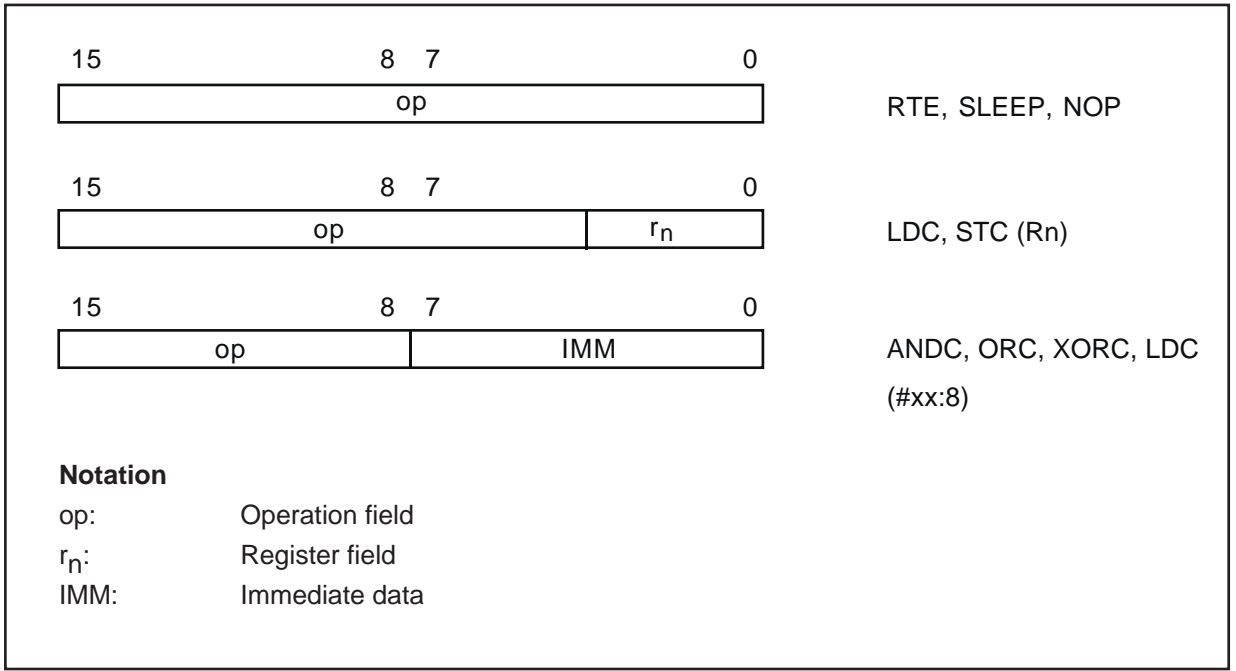 15 8 7 0
op
RTE, SLEEP, NOP
15 8 7 0
op rn
LDC, STC (Rn)
15 8 7 0
op IMM
ANDC, ORC, XORC, LDC
(#xx:8)
Notation
op: Operation field
rn: Register field
IMM: Immediate data